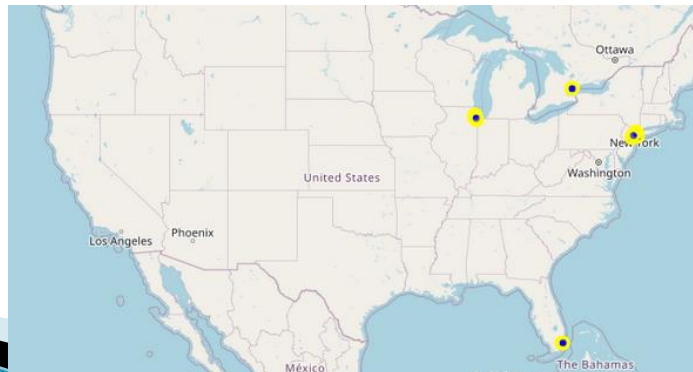 Ottawa
New York
Washington
United States
Phoenix
Los Angeles
México
The Bahamas